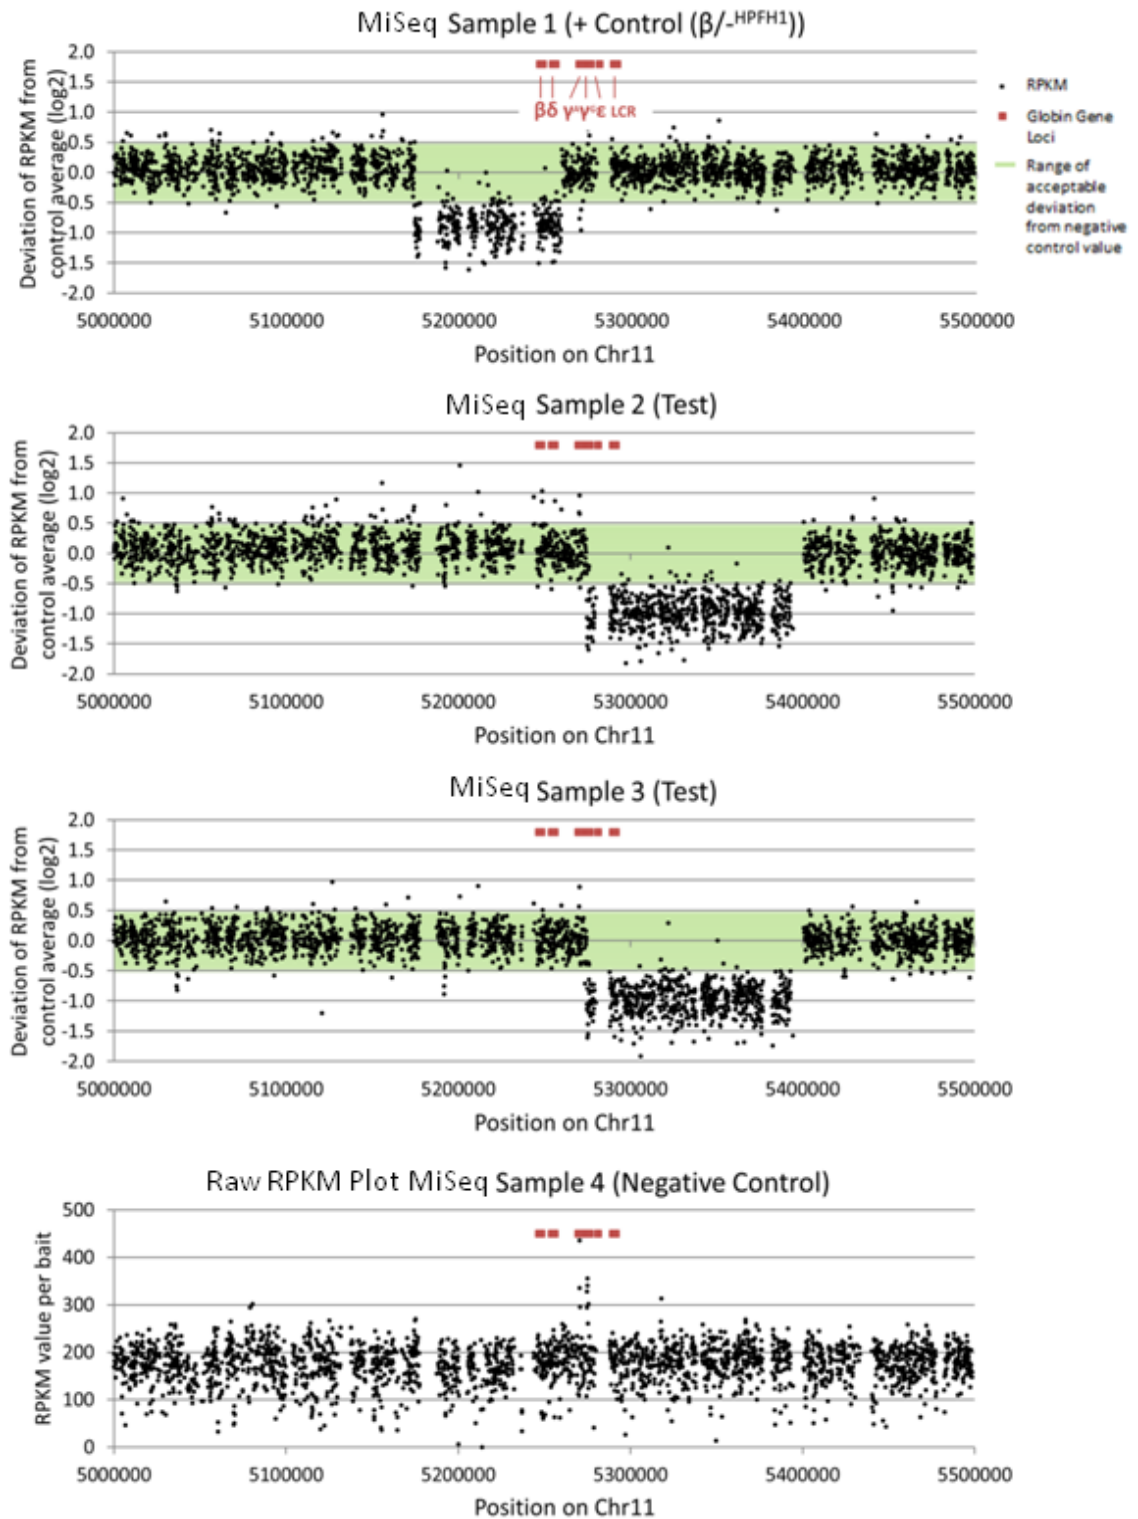 MiSeq Sample 1 (+ Control (β/-HPFH1))
Deviation of RPKM from
control average (log2)
2.0
1.5
1.0
0.5
0.0
-0.5
1.0
1.5
-2.0
βδ γᴬγᴳε LCR
5000000 5100000 5200000 5300000 5400000 5500000
Position on Chr11
RPKM
Globin Gene
Loci
Range of
acceptable
deviation
from negative
control value
MiSeq Sample 2 (Test)
Deviation of RPKM from
control average (log2)
2.0
1.5
1.0
0.5
0.0
-0.5
-1.0
-1.5
-2.0
5000000 5100000 5200000 5300000 5400000 5500000
Position on Chr11
MiSeq Sample 3 (Test)
Deviation of RPKM from
control average (log2)
2.0
1.5
1.0
0.5
0.0
-0.5
-1.0
-1.5
-2.0
5000000 5100000 5200000 5300000 5400000 5500000
Position on Chr11
Raw RPKM Plot MiSeq Sample 4 (Negative Control)
RPKM value per bait
500
400
300
200
100
0
5000000 5100000 5200000 5300000 5400000 5500000
Position on Chr11